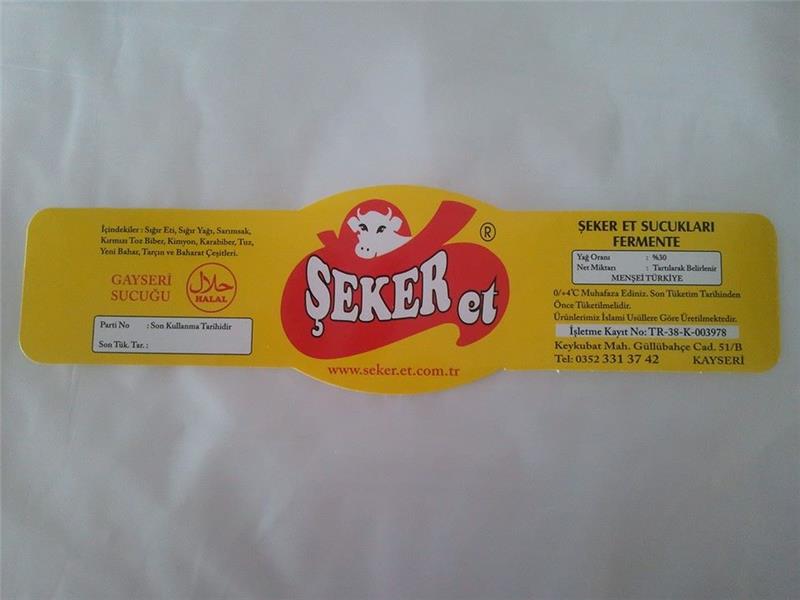 İçindekiler : Sığır Eti, Sığır Yağı, Sarımsak,
Kırmızı Toz Biber, Kimyon, Karabiber, Tuz,
Yeni Bahar, Tarçın ve Baharat Çeşitleri.
GAYSERİ
SUCUĞU
حلال
HALAL
Parti No : Son Kullanma Tarihidir
Son Tük. Tar. :
®
ŞEKER et
www.seker.et.com.tr
ŞEKER ET SUCUKLARI
FERMENTE
Yağ Oranı : %30
Net Miktarı : Tartılarak Belirlenir
MENŞEİ TÜRKİYE
0/+4°C Muhafaza Ediniz. Son Tüketim Tarihinden
Önce Tüketilmelidir.
Ürünlerimiz İslami Usüllere Göre Üretilmektedir.
İşletme Kayıt No: TR-38-K-003978
Keykubat Mah. Güllübahçe Cad. 51/B
Tel: 0352 331 37 42 KAYSERİ